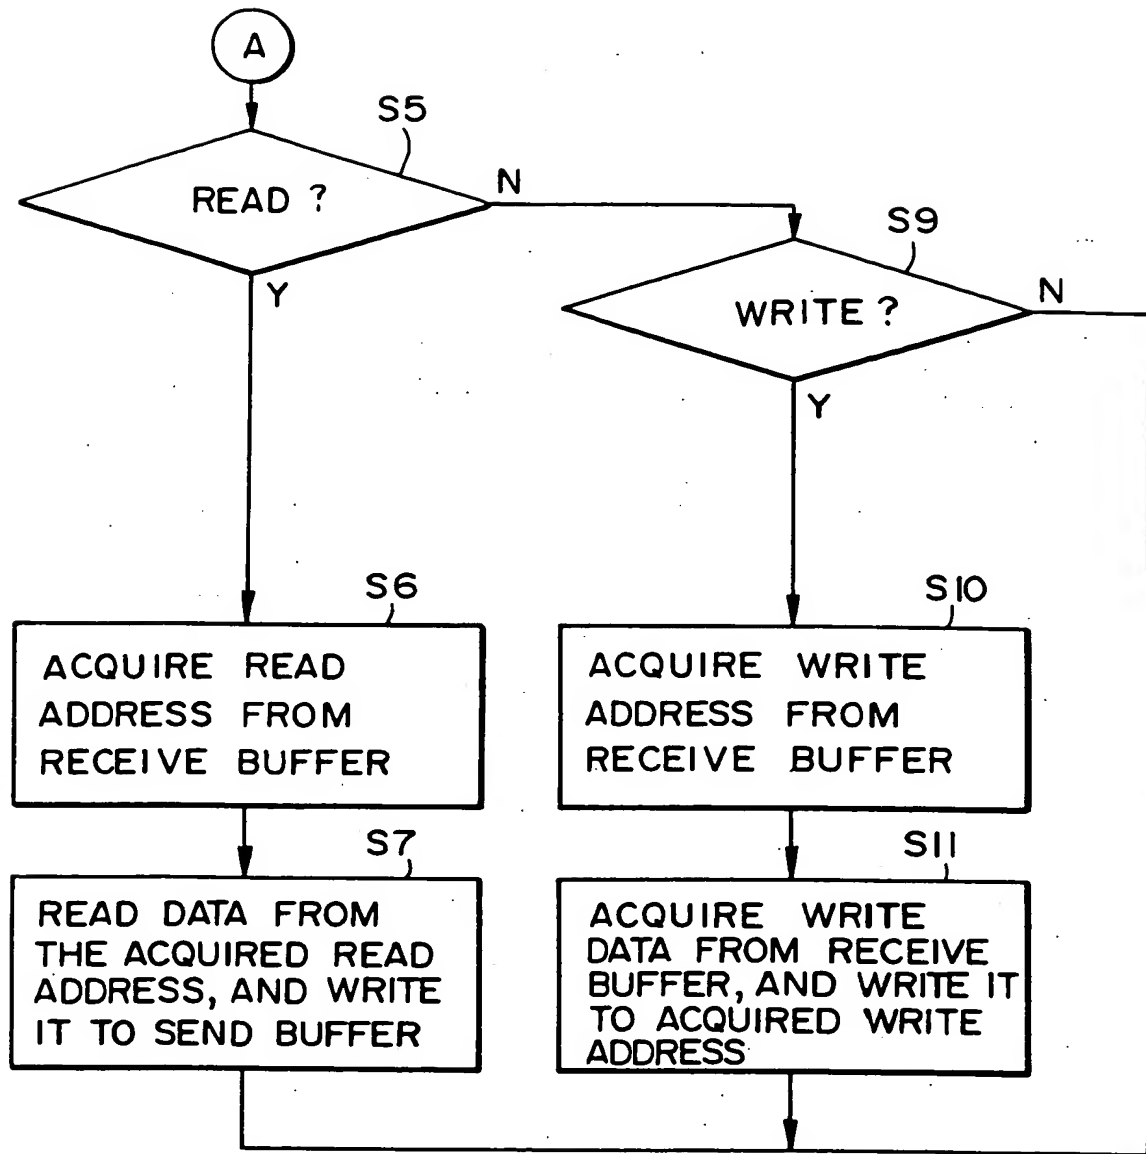 A
S5
READ ?
N
S9
WRITE ?
N
Y
Y
S6
ACQUIRE READ
ADDRESS FROM
RECEIVE BUFFER
S10
ACQUIRE WRITE
ADDRESS FROM
RECEIVE BUFFER
S7
READ DATA FROM
THE ACQUIRED READ
ADDRESS, AND WRITE
IT TO SEND BUFFER
S11
ACQUIRE WRITE
DATA FROM RECEIVE
BUFFER, AND WRITE IT
TO ACQUIRED WRITE
ADDRESS